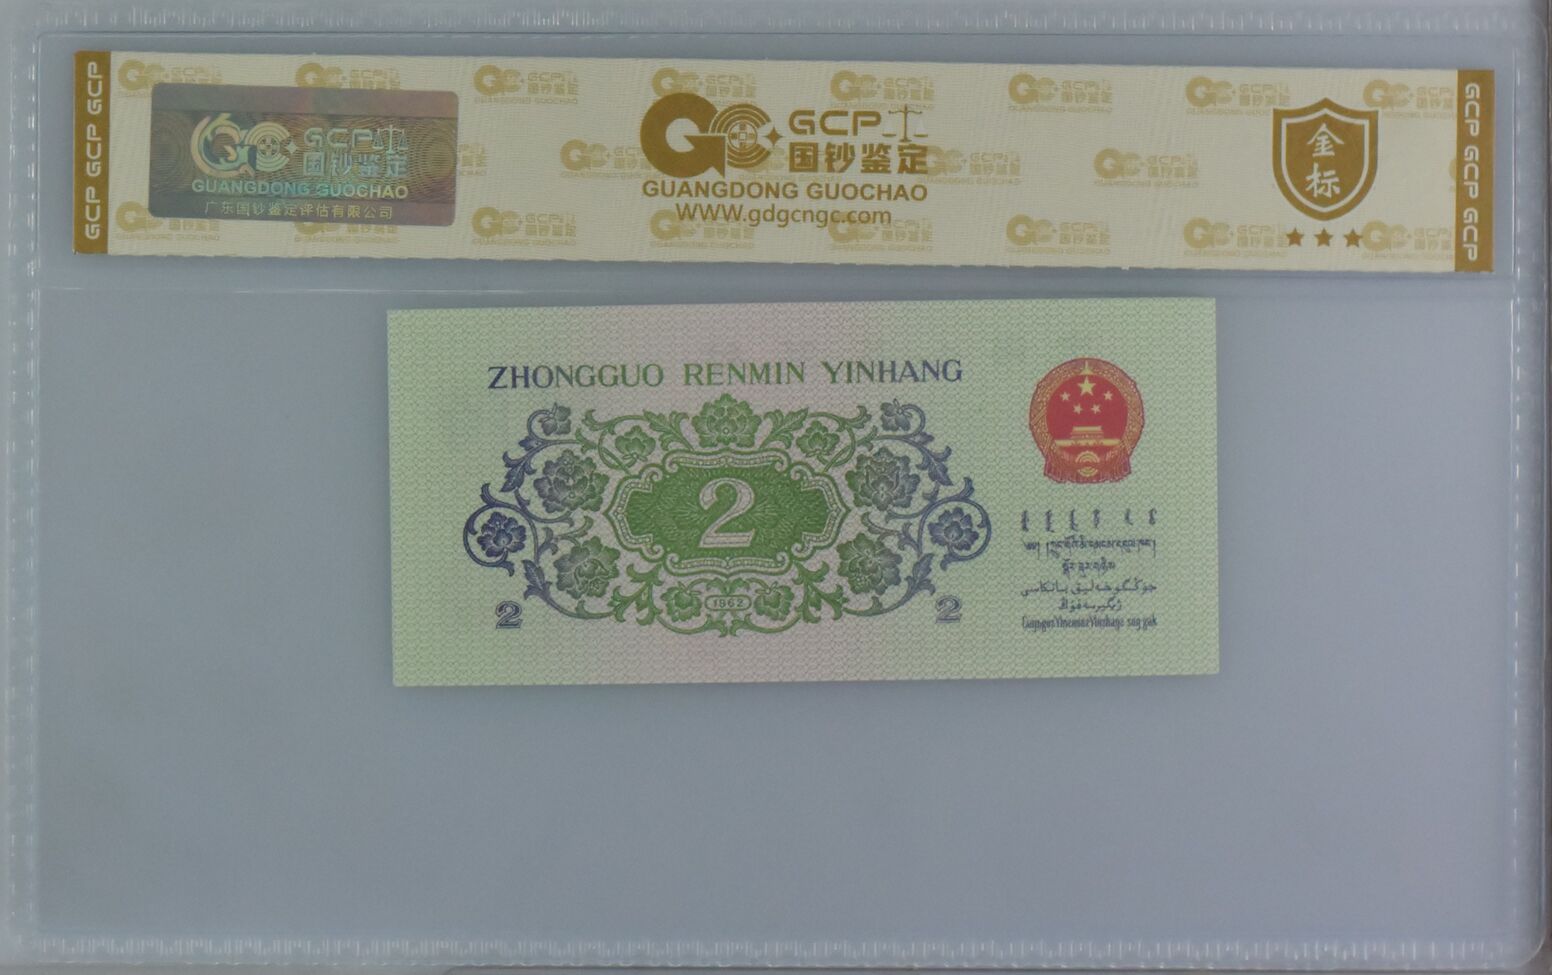 GCP GCP GCP
GCP
国钞鉴定
GUANGDONG GUOCHAO
广东国钞鉴定评估有限公司
GCP
国钞鉴定
GUANGDONG GUOCHAO
WWW.gdgcngc.com
金标
GCP GCP GCP
ZHONGGUO RENMIN YINHANG
2
1962
2
2